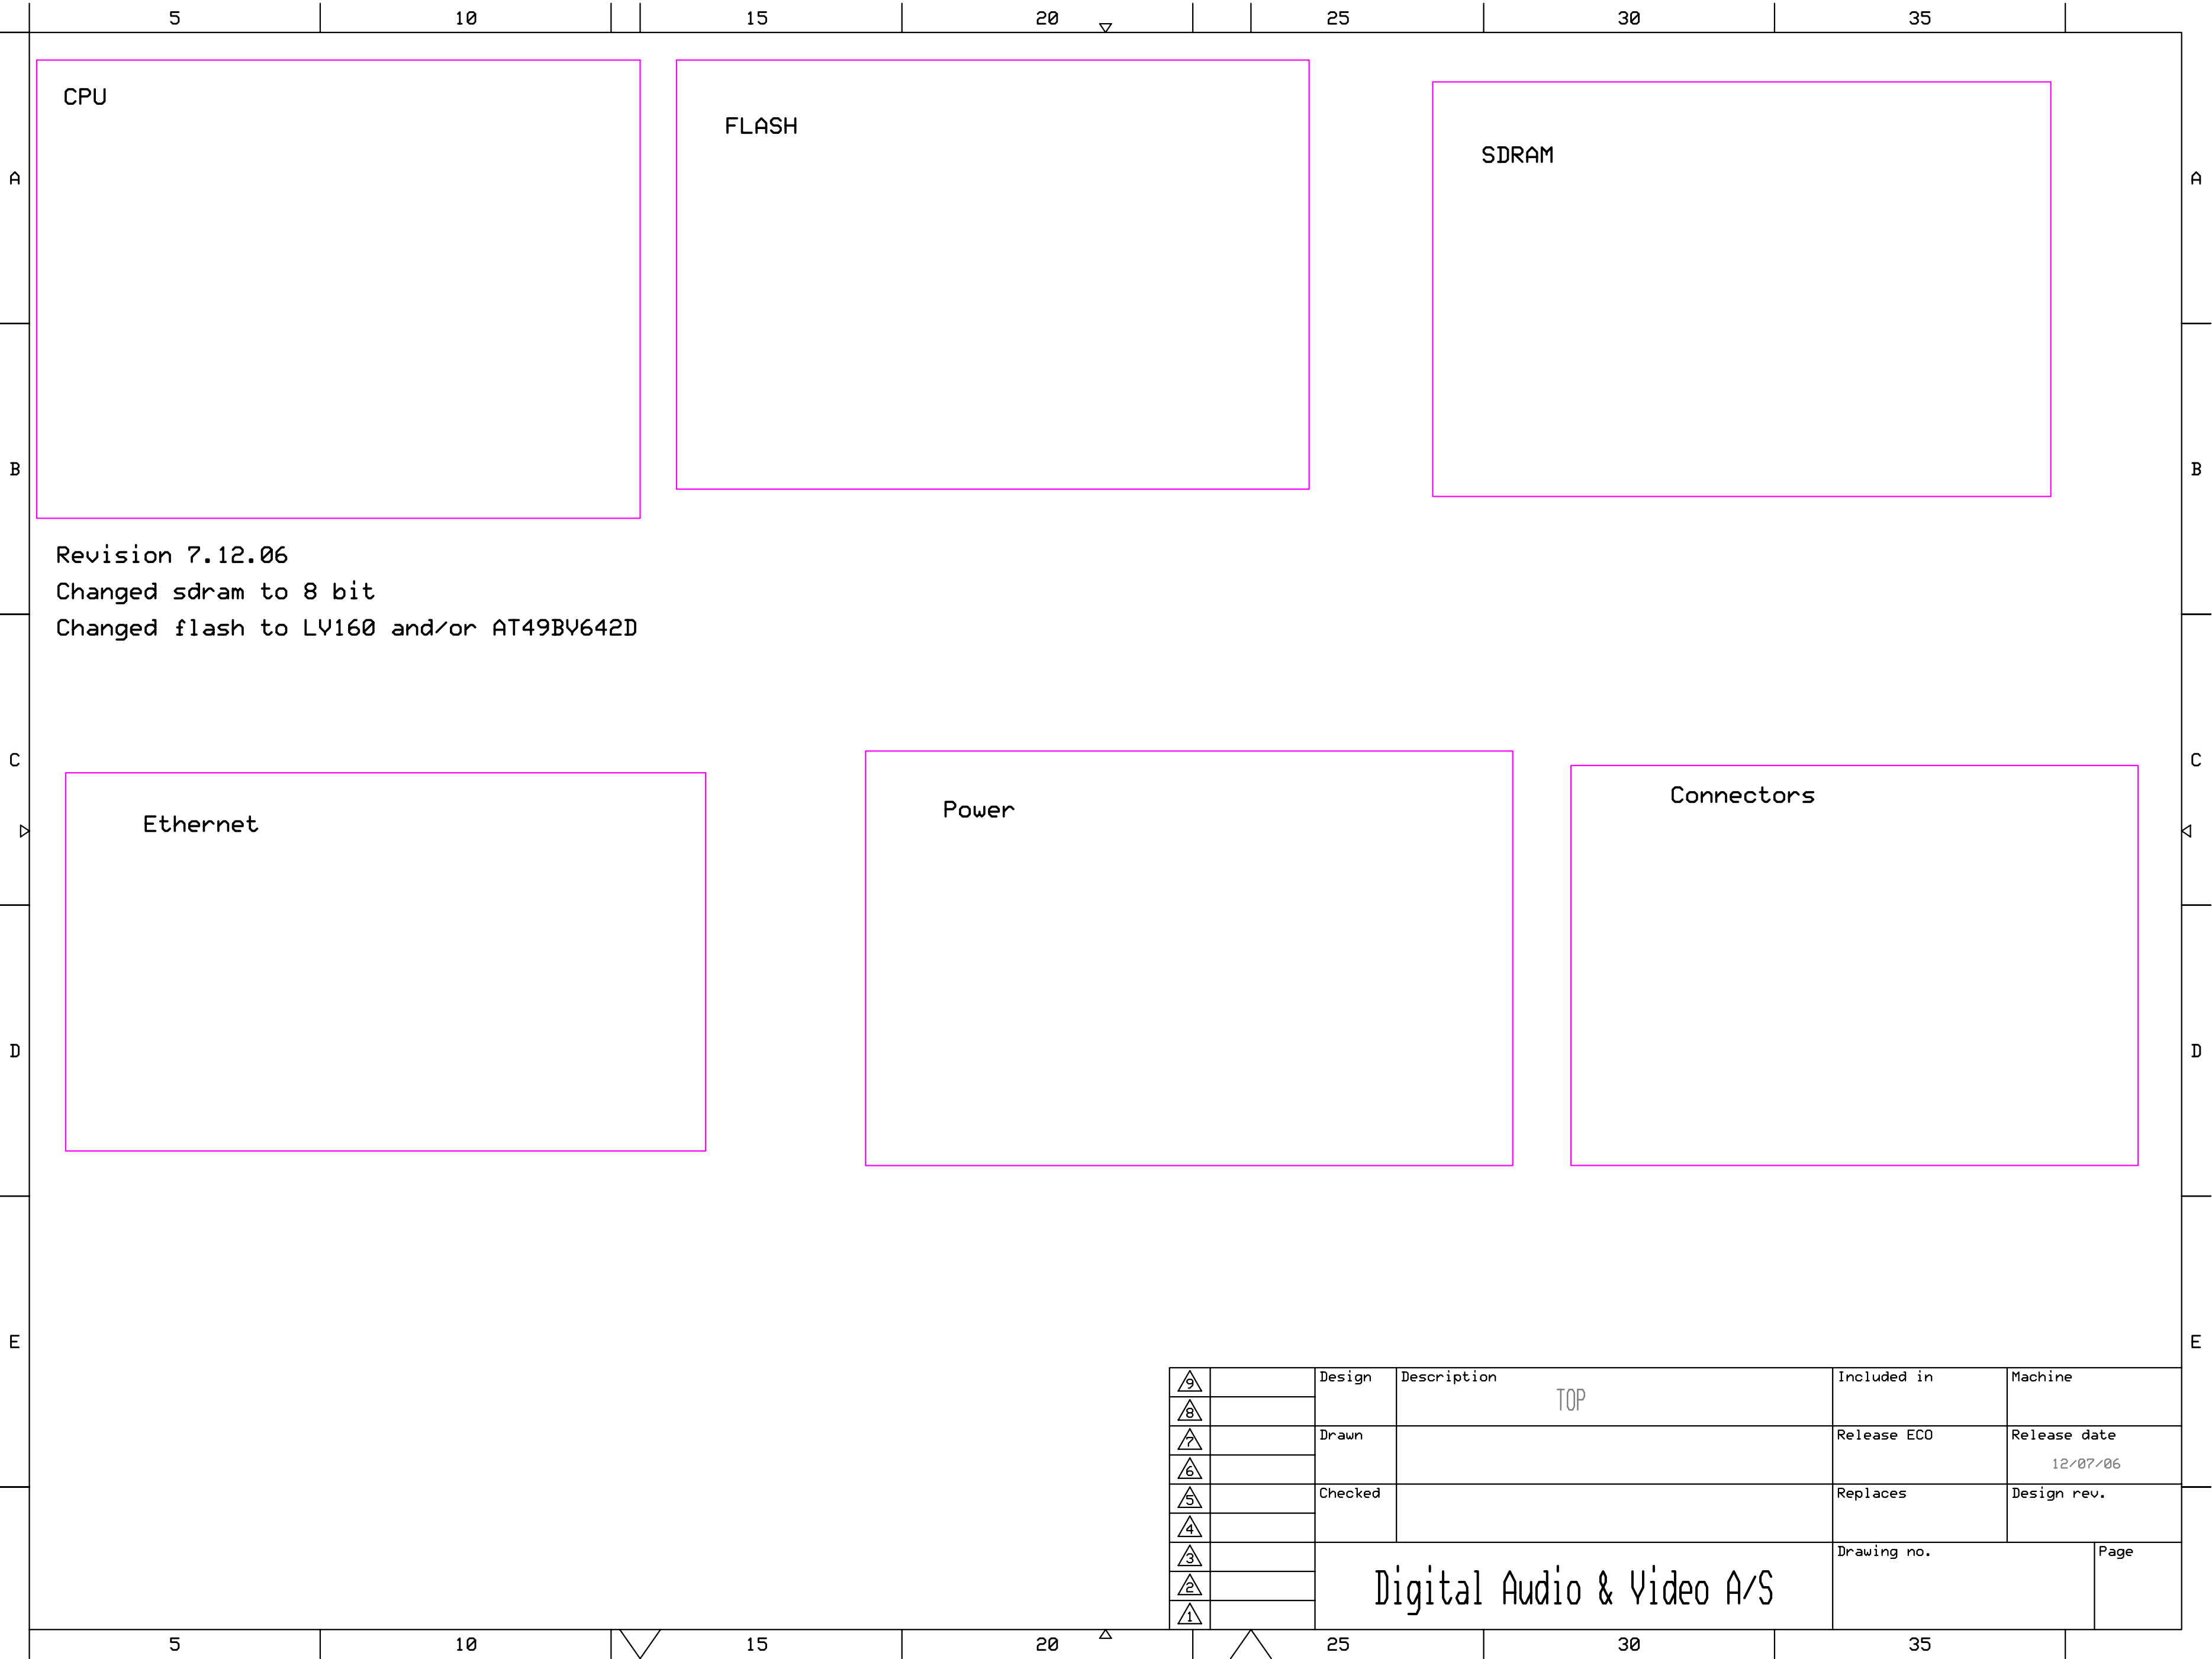 5 10 15 20 25 30 35
CPU
FLASH
SDRAM
A A
B B
Revision 7.12.06
Changed sdram to 8 bit
Changed flash to LV160 and/or AT49BV642D
C C
Ethernet
Power
Connectors
D D
E E
9 Design Description Included in Machine
TOP
8
7 Drawn Release ECO Release date
12/07/06
6
5 Checked Replaces Design rev.
4
3 Drawing no. Page
Digital Audio & Video A/S
2
1
5 10 15 20 25 30 35